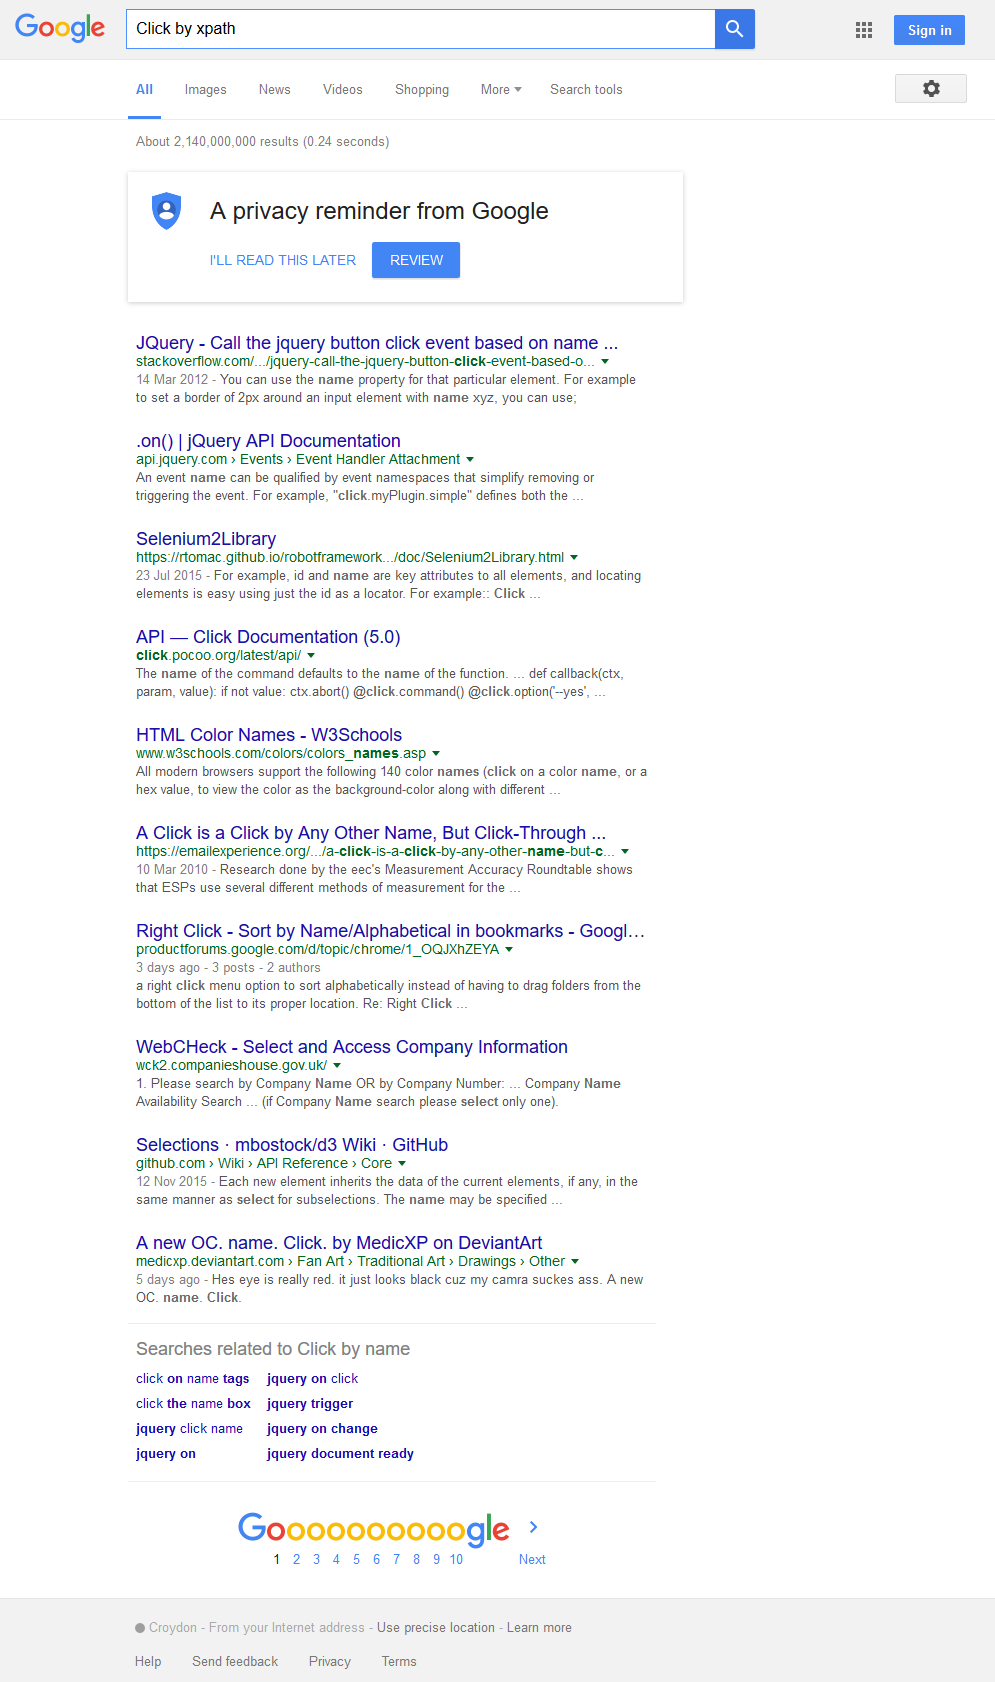 Google
Click by xpath
Sign in
All Images News Videos Shopping More Search tools
About 2,140,000,000 results (0.24 seconds)
A privacy reminder from Google
I'LL READ THIS LATER REVIEW
JQuery - Call the jquery button click event based on name ...
stackoverflow.com/.../jquery-call-the-jquery-button-click-event-based-o...
14 Mar 2012 - You can use the name property for that particular element. For example
to set a border of 2px around an input element with name xyz, you can use;
.on() | jQuery API Documentation
api.jquery.com › Events › Event Handler Attachment
An event name can be qualified by event namespaces that simplify removing or
triggering the event. For example, "click.myPlugin.simple" defines both the ...
Selenium2Library
https://rtomac.github.io/robotframework.../doc/Selenium2Library.html
23 Jul 2015 - For example, id and name are key attributes to all elements, and locating
elements is easy using just the id as a locator. For example:: Click ...
API — Click Documentation (5.0)
click.pocoo.org/latest/api/
The name of the command defaults to the name of the function. ... def callback(ctx,
param, value): if not value: ctx.abort() @click.command() @click.option('--yes', ...
HTML Color Names - W3Schools
www.w3schools.com/colors/colors_names.asp
All modern browsers support the following 140 color names (click on a color name, or a
hex value, to view the color as the background-color along with different ...
A Click is a Click by Any Other Name, But Click-Through ...
https://emailexperience.org/.../a-click-is-a-click-by-any-other-name-but-c...
10 Mar 2010 - Research done by the eec's Measurement Accuracy Roundtable shows
that ESPs use several different methods of measurement for the ...
Right Click - Sort by Name/Alphabetical in bookmarks - Googl...
productforums.google.com/d/topic/chrome/1_OQJXhZEYA
3 days ago - 3 posts - 2 authors
a right click menu option to sort alphabetically instead of having to drag folders from the
bottom of the list to its proper location. Re: Right Click ...
WebCHeck - Select and Access Company Information
wck2.companieshouse.gov.uk/
1. Please search by Company Name OR by Company Number: ... Company Name
Availability Search ... (if Company Name search please select only one).
Selections · mbostock/d3 Wiki · GitHub
github.com › Wiki › API Reference › Core
12 Nov 2015 - Each new element inherits the data of the current elements, if any, in the
same manner as select for subselections. The name may be specified ...
A new OC. name. Click. by MedicXP on DeviantArt
medicxp.deviantart.com › Fan Art › Traditional Art › Drawings › Other
5 days ago - Hes eye is really red. it just looks black cuz my camra suckes ass. A new
OC. name. Click.
Searches related to Click by name
click on name tags jquery on click
click the name box jquery trigger
jquery click name jquery on change
jquery on jquery document ready
Goooooooooogle
1 2 3 4 5 6 7 8 9 10 Next
Croydon - From your Internet address - Use precise location - Learn more
Help Send feedback Privacy Terms